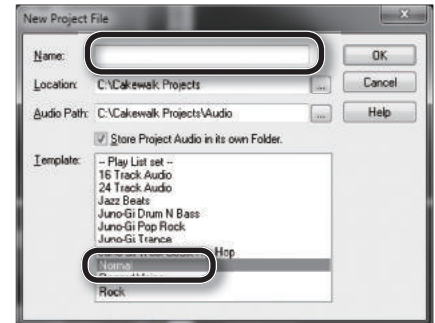 New Project File
Name:
OK
Location: C:\Cakewalk Projects ...
Cancel
Audio Path: C:\Cakewalk Projects\Audio ...
Help
Store Project Audio in its own Folder.
Template:
-- Play List set --
16 Track Audio
24 Track Audio
Jazz Beats
Juno-Gi Drum N Bass
Juno-Gi Pop Rock
Juno-Gi Trance
Hop
Normal
Rock